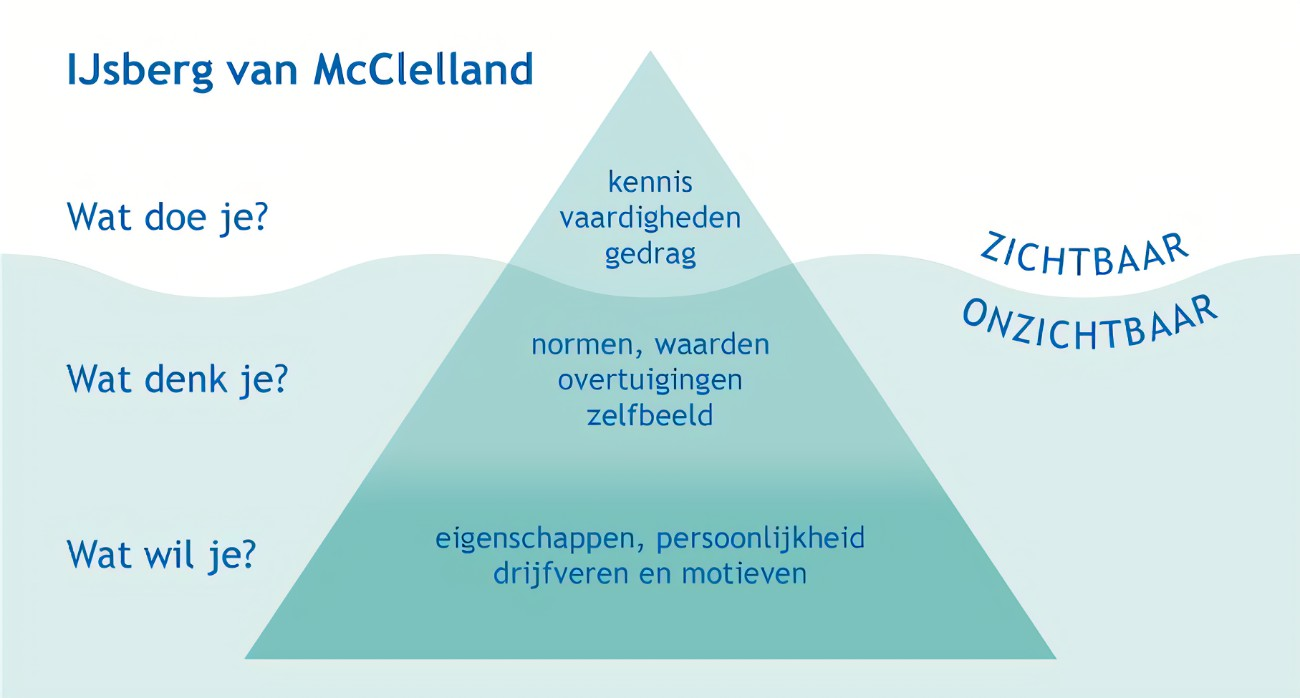 IJsberg van McClelland
Wat doe je?
kennis
vaardigheden
gedrag
ZICHTBAAR
ONZICHTBAAR
Wat denk je?
normen, waarden
overtuigingen
zelfbeeld
Wat wil je?
eigenschappen, persoonlijkheid
drijfveren en motieven